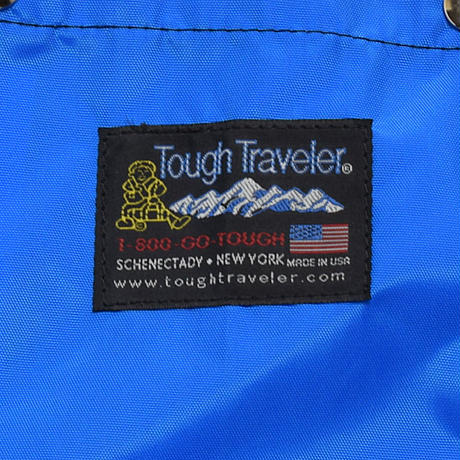 Tough Traveler®
1-800-GO-TOUGH
SCHENECTADY • NEW YORK MADE IN USA
www.toughtraveler.com